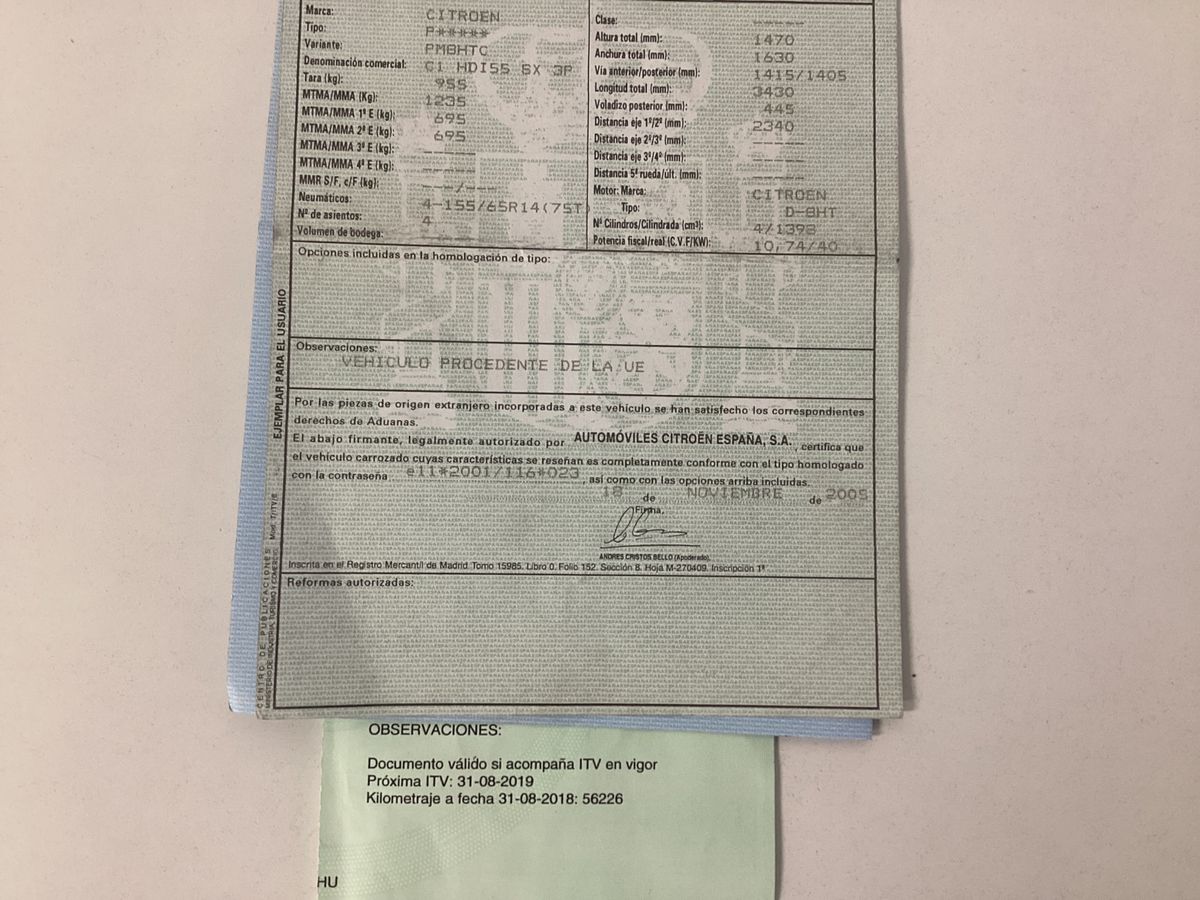 Marca: CITROEN
Tipo: P*****
Variante: PMBHTC
Denominación comercial: C1 HDI55 SX 3P
Tara (kg): 955
MTMA/MMA (Kg): 1235
MTMA/MMA 1º E (kg): 695
MTMA/MMA 2º E (kg): 695
MTMA/MMA 3º E (kg): -----
MTMA/MMA 4º E (kg): -----
MMR S/F, c/F (kg): ---/---
Neumáticos: 4-155/65R14(75T)
Nº de asientos: 4
Volumen de bodega: -----
Clase: -----
Altura total (mm): 1470
Anchura total (mm): 1630
Vía anterior/posterior (mm): 1415/1405
Longitud total (mm): 3430
Voladizo posterior (mm): 445
Distancia eje 1º/2º (mm): 2340
Distancia eje 2º/3º (mm): -----
Distancia eje 3º/4º (mm): -----
Distancia 5ª rueda/últ. (mm): -----
Motor: Marca: CITROEN
Tipo: D-8HT
Nº Cilindros/Cilindrada (cm³): 4/1398
Potencia fiscal/real (C.V.F/KW): 10,74/40
Opciones incluidas en la homologación de tipo:
Observaciones:
VEHICULO PROCEDENTE DE LA UE
Por las piezas de origen extranjero incorporadas a este vehículo se han satisfecho los correspondientes
derechos de Aduanas.
El abajo firmante, legalmente autorizado por AUTOMÓVILES CITROËN ESPAÑA, S.A., certifica que
el vehículo carrozado cuyas características se reseñan es completamente conforme con el tipo homologado
con la contraseña e11*2001/116*023, así como con las opciones arriba incluidas.
18 de NOVIEMBRE de 2005
Firma,
ANDRES CRISTOS BELLO (Apoderado).
Inscrita en el Registro Mercantil de Madrid Tomo 15985. Libro 0. Folio 152. Sección 8. Hoja M-270409. Inscripción 1ª
Reformas autorizadas:
EJEMPLAR PARA EL USUARIO
Mod. T/ITV/E
CENTRO DE PUBLICACIONES
MINISTERIO DE INDUSTRIA, TURISMO Y COMERCIO
OBSERVACIONES:
Documento válido si acompaña ITV en vigor
Próxima ITV: 31-08-2019
Kilometraje a fecha 31-08-2018: 56226
HU